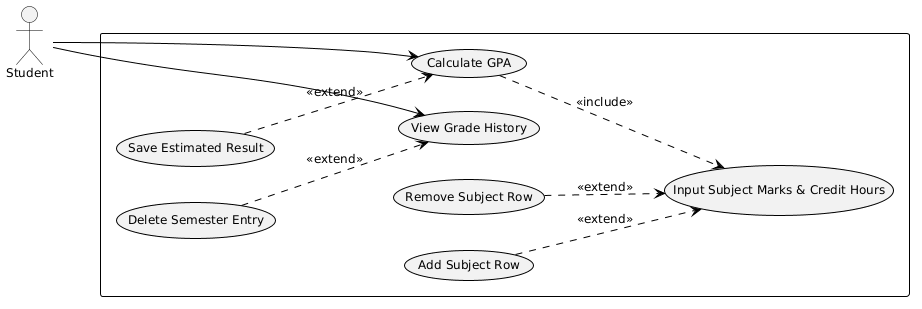 Student
Calculate GPA
«extend»
«include»
View Grade History
Save Estimated Result
«extend»
Input Subject Marks & Credit Hours
«extend»
Remove Subject Row
Delete Semester Entry
«extend»
Add Subject Row